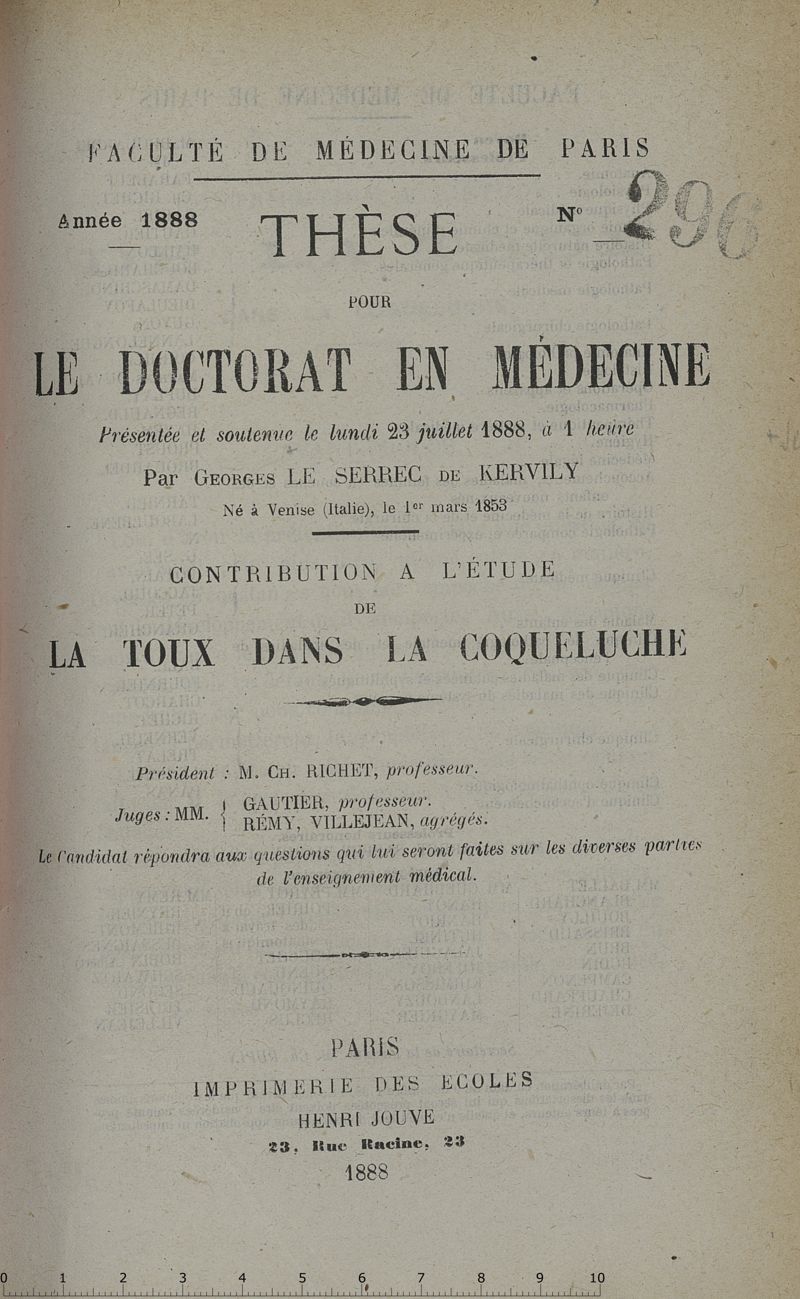 FACULTÉ DE MÉDECINE DE PARIS
Année 1888
THÈSE
N° 296
POUR
LE DOCTORAT EN MÉDECINE
Présentée et soutenue le lundi 23 juillet 1888, à 1 heure
Par GEORGES LE SERREC DE KERVILY
Né à Venise (Italie), le 1er mars 1853
CONTRIBUTION A L'ÉTUDE
DE
LA TOUX DANS LA COQUELUCHE
Président : M. CH. RICHET, professeur.
Juges : MM. { GAUTIER, professeur.
RÉMY, VILLEJEAN, agrégés.
Le Candidat répondra aux questions qui lui seront faites sur les diverses parties
de l'enseignement médical.
PARIS
IMPRIMERIE DES ECOLES
HENRI JOUVE
23, Rue Racine, 23
1888
0 1 2 3 4 5 6 7 8 9 10